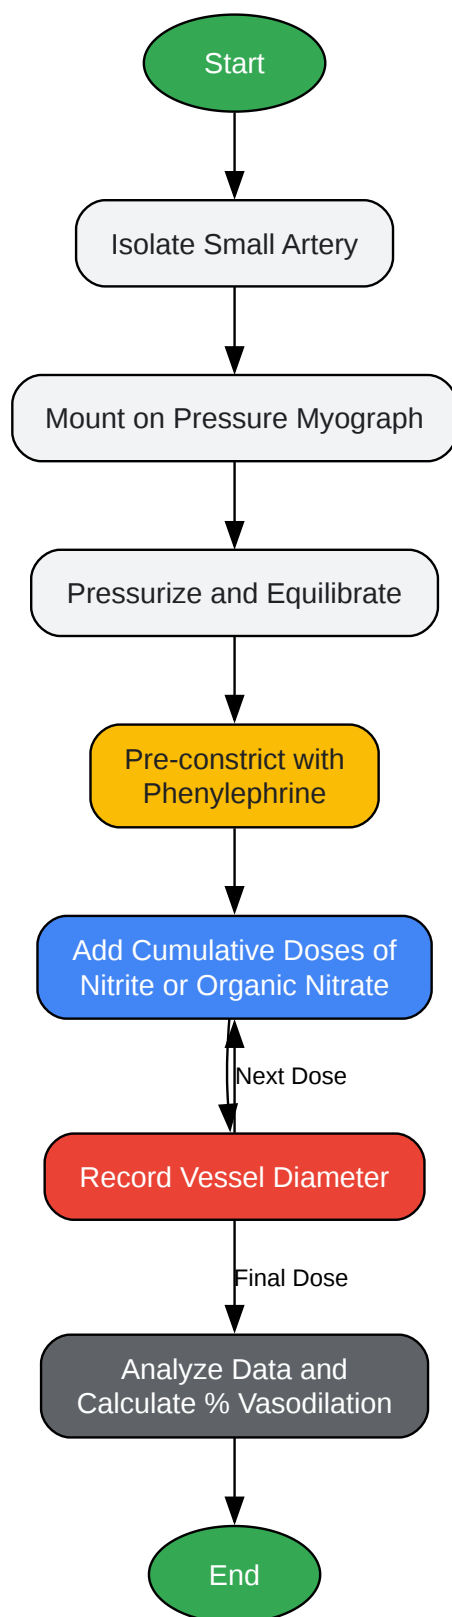 Start
Isolate Small Artery
Mount on Pressure Myograph
Pressurize and Equilibrate
Pre-constrict with
Phenylephrine
Add Cumulative Doses of
Nitrite or Organic Nitrate
Next Dose
Record Vessel Diameter
Final Dose
Analyze Data and
Calculate % Vasodilation
End